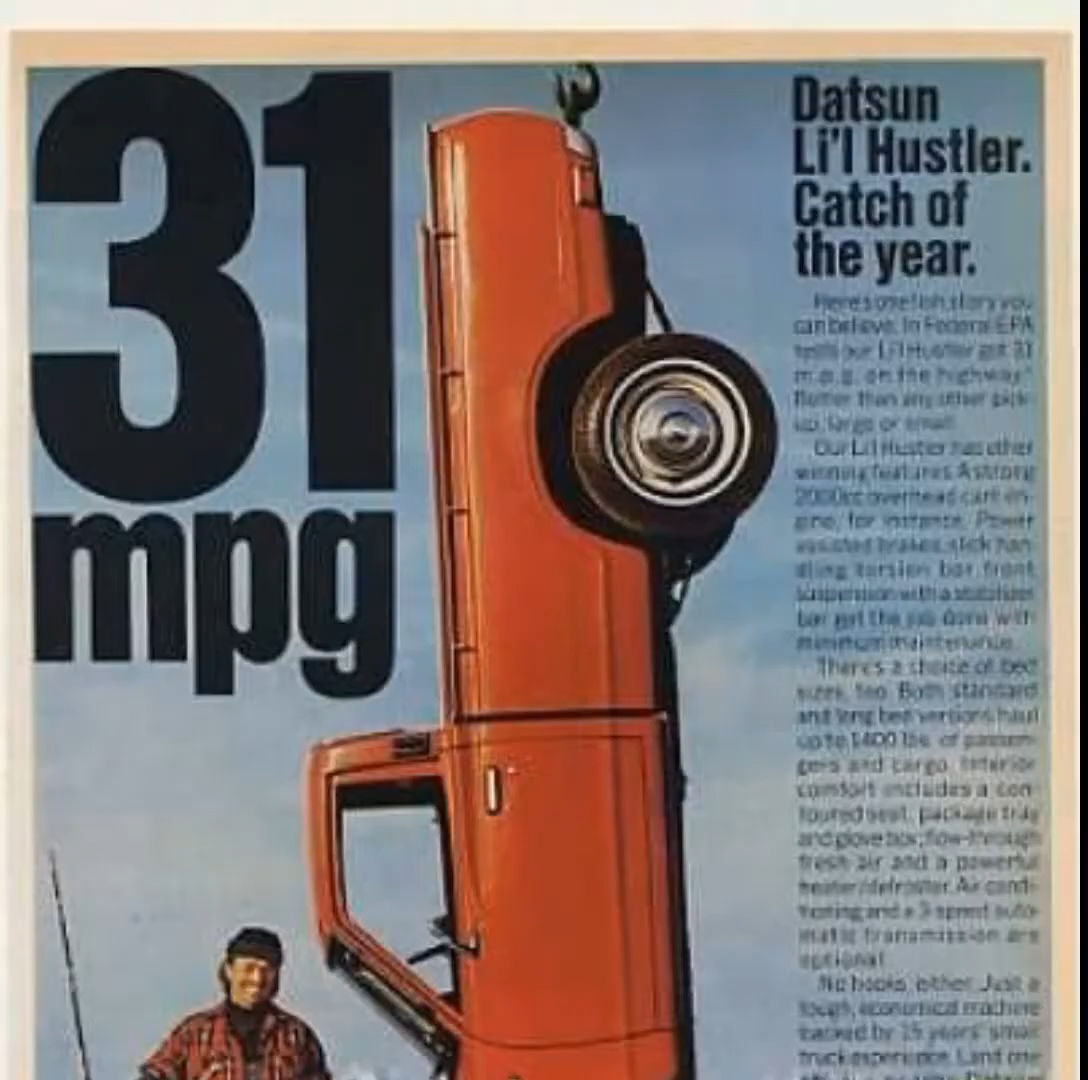 31
mpg
Datsun
Li'l Hustler.
Catch of
the year.
Here's one fish story you
can believe. In Federal EPA
tests our Li'l Hustler got 31
m.p.g. on the highway.*
Better than any other pick-
up, large or small.
Our Li'l Hustler has other
winning features. A strong
2000cc overhead cam en-
gine, for instance. Power
assisted brakes, slick han-
dling torsion bar front
suspension with a stabilizer
bar get the job done with
minimum maintenance.
There's a choice of bed
sizes, too. Both standard
and long bed versions haul
up to 1400 lbs. of passen-
gers and cargo. Interior
comfort includes a con-
toured seat, package tray
and glove box; flow-through
fresh air and a powerful
heater/defroster. Air condi-
tioning and a 3-speed auto-
matic transmission are
optional.
No hooks, either. Just a
tough, economical machine
backed by 15 years' small
truck experience. Land one
Datsun